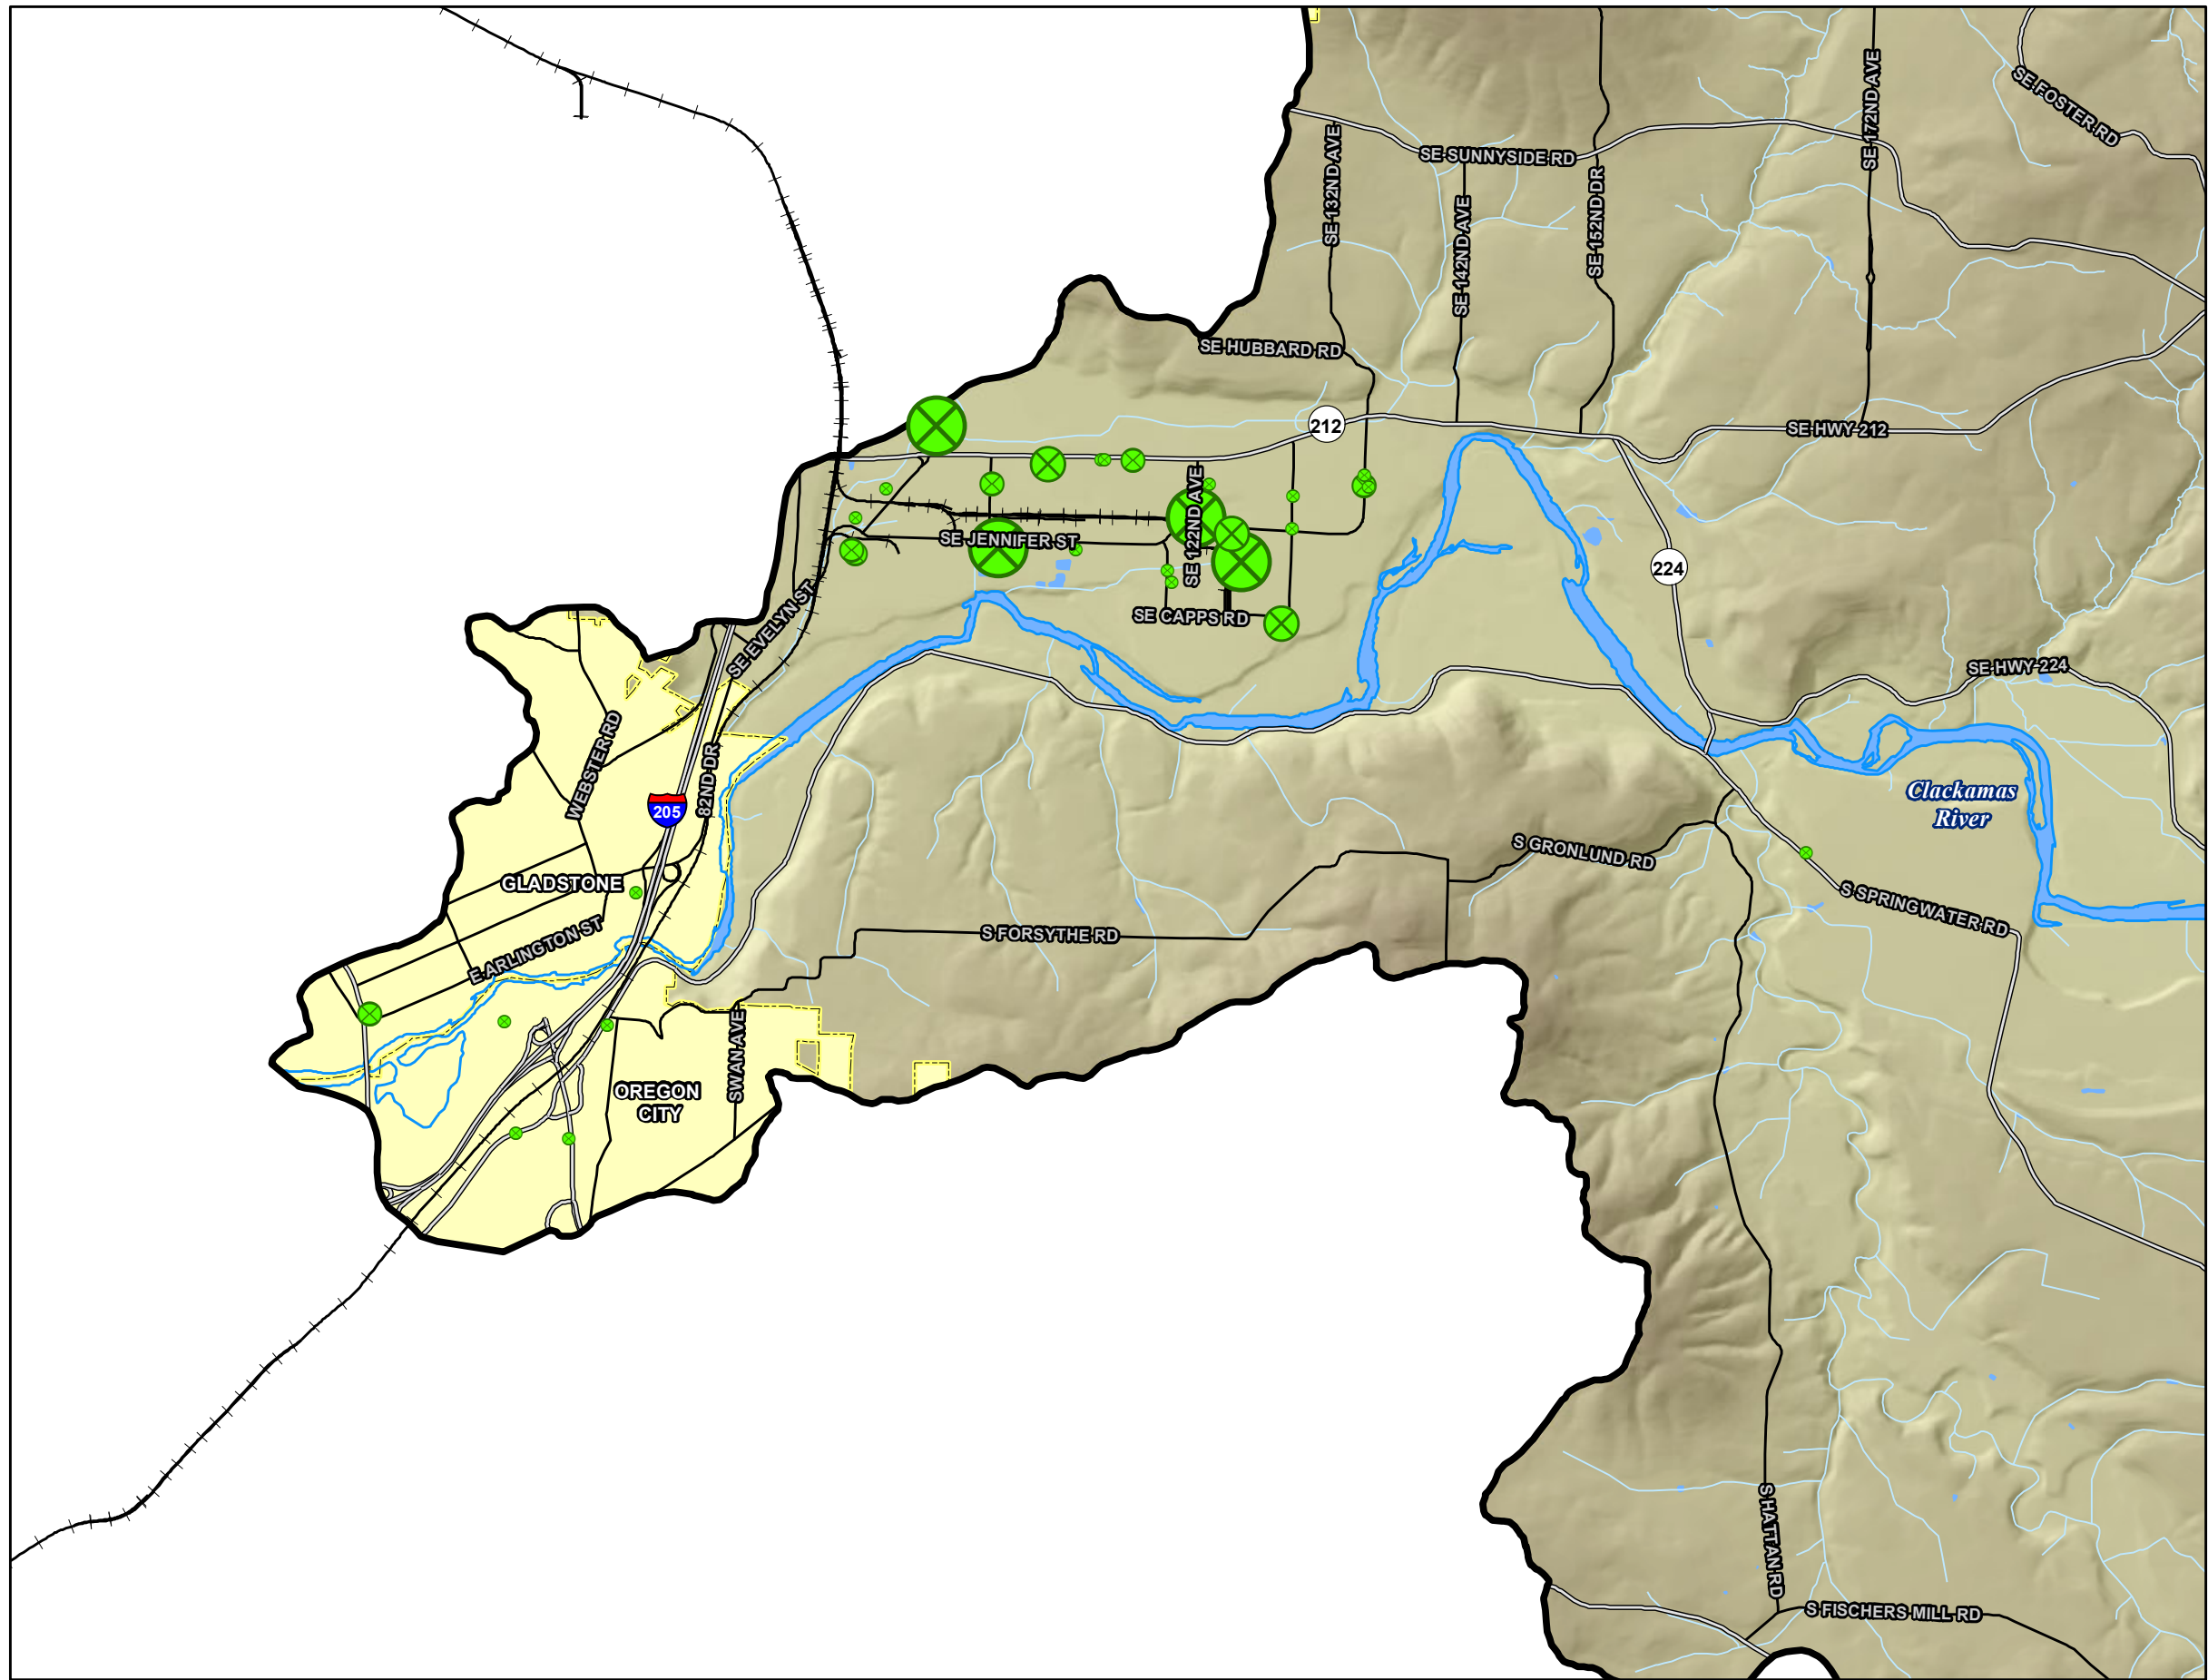 SE FOSTER RD
SE 172ND AVE
SE SUNNYSIDE RD
SE 132ND AVE
SE 142ND AVE
SE 152ND DR
SE HUBBARD RD
212
SE HWY 212
SE 122ND AVE
SE JENNIFER ST
224
SE CAPPS RD
SE EVELYN ST
SE HWY 224
WEBSTER RD
82ND DR
205
Clackamas
River
S GRONLUND RD
GLADSTONE
S SPRINGWATER RD
E ARLINGTON ST
S FORSYTHE RD
SWAN AVE
OREGON
CITY
S HATTAN RD
S FISCHERS MILL RD